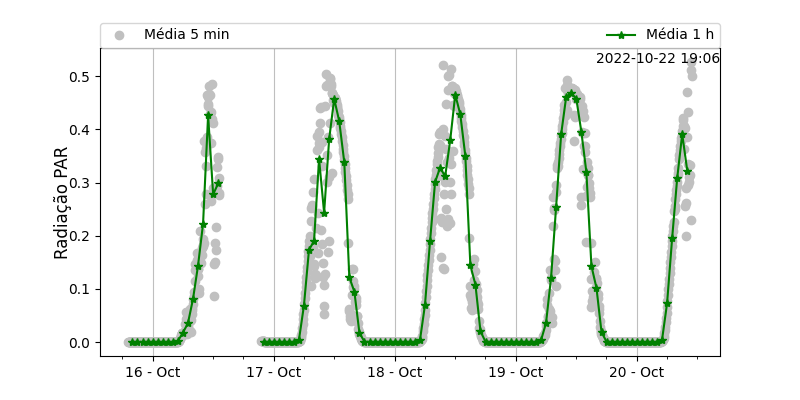 Média 5 min
Média 1 h
2022-10-22 19:06
Radiação PAR
0.5
0.4
0.3
0.2
0.1
0.0
16 - Oct
17 - Oct
18 - Oct
19 - Oct
20 - Oct